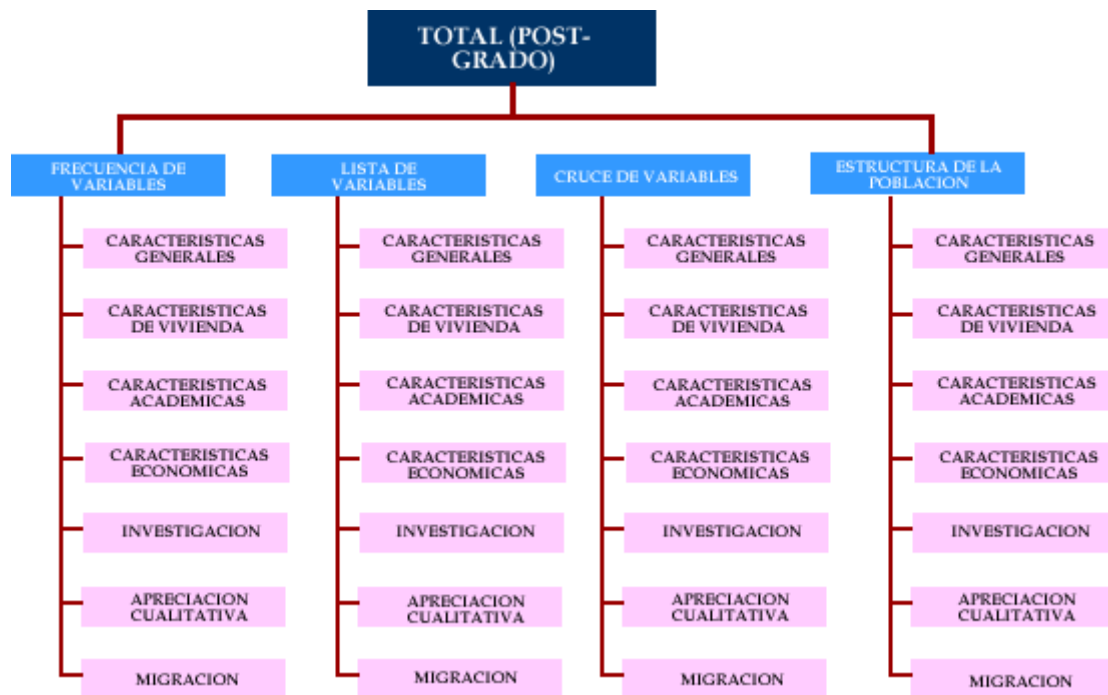 TOTAL (POST-
GRADO)
FRECUENCIA DE
VARIABLES
CARACTERISTICAS
GENERALES
CARACTERISTICAS
DE VIVIENDA
CARACTERISTICAS
ACADEMICAS
CARACTERISTICAS
ECONOMICAS
INVESTIGACION
APRECIACION
CUALITATIVA
MIGRACION
LISTA DE
VARIABLES
CARACTERISTICAS
GENERALES
CARACTERISTICAS
DE VIVIENDA
CARACTERISTICAS
ACADEMICAS
CARACTERISTICAS
ECONOMICAS
INVESTIGACION
APRECIACION
CUALITATIVA
MIGRACION
CRUCE DE VARIABLES
CARACTERISTICAS
GENERALES
CARACTERISTICAS
DE VIVIENDA
CARACTERISTICAS
ACADEMICAS
CARACTERISTICAS
ECONOMICAS
INVESTIGACION
APRECIACION
CUALITATIVA
MIGRACION
ESTRUCTURA DE LA
POBLACION
CARACTERISTICAS
GENERALES
CARACTERISTICAS
DE VIVIENDA
CARACTERISTICAS
ACADEMICAS
CARACTERISTICAS
ECONOMICAS
INVESTIGACION
APRECIACION
CUALITATIVA
MIGRACION